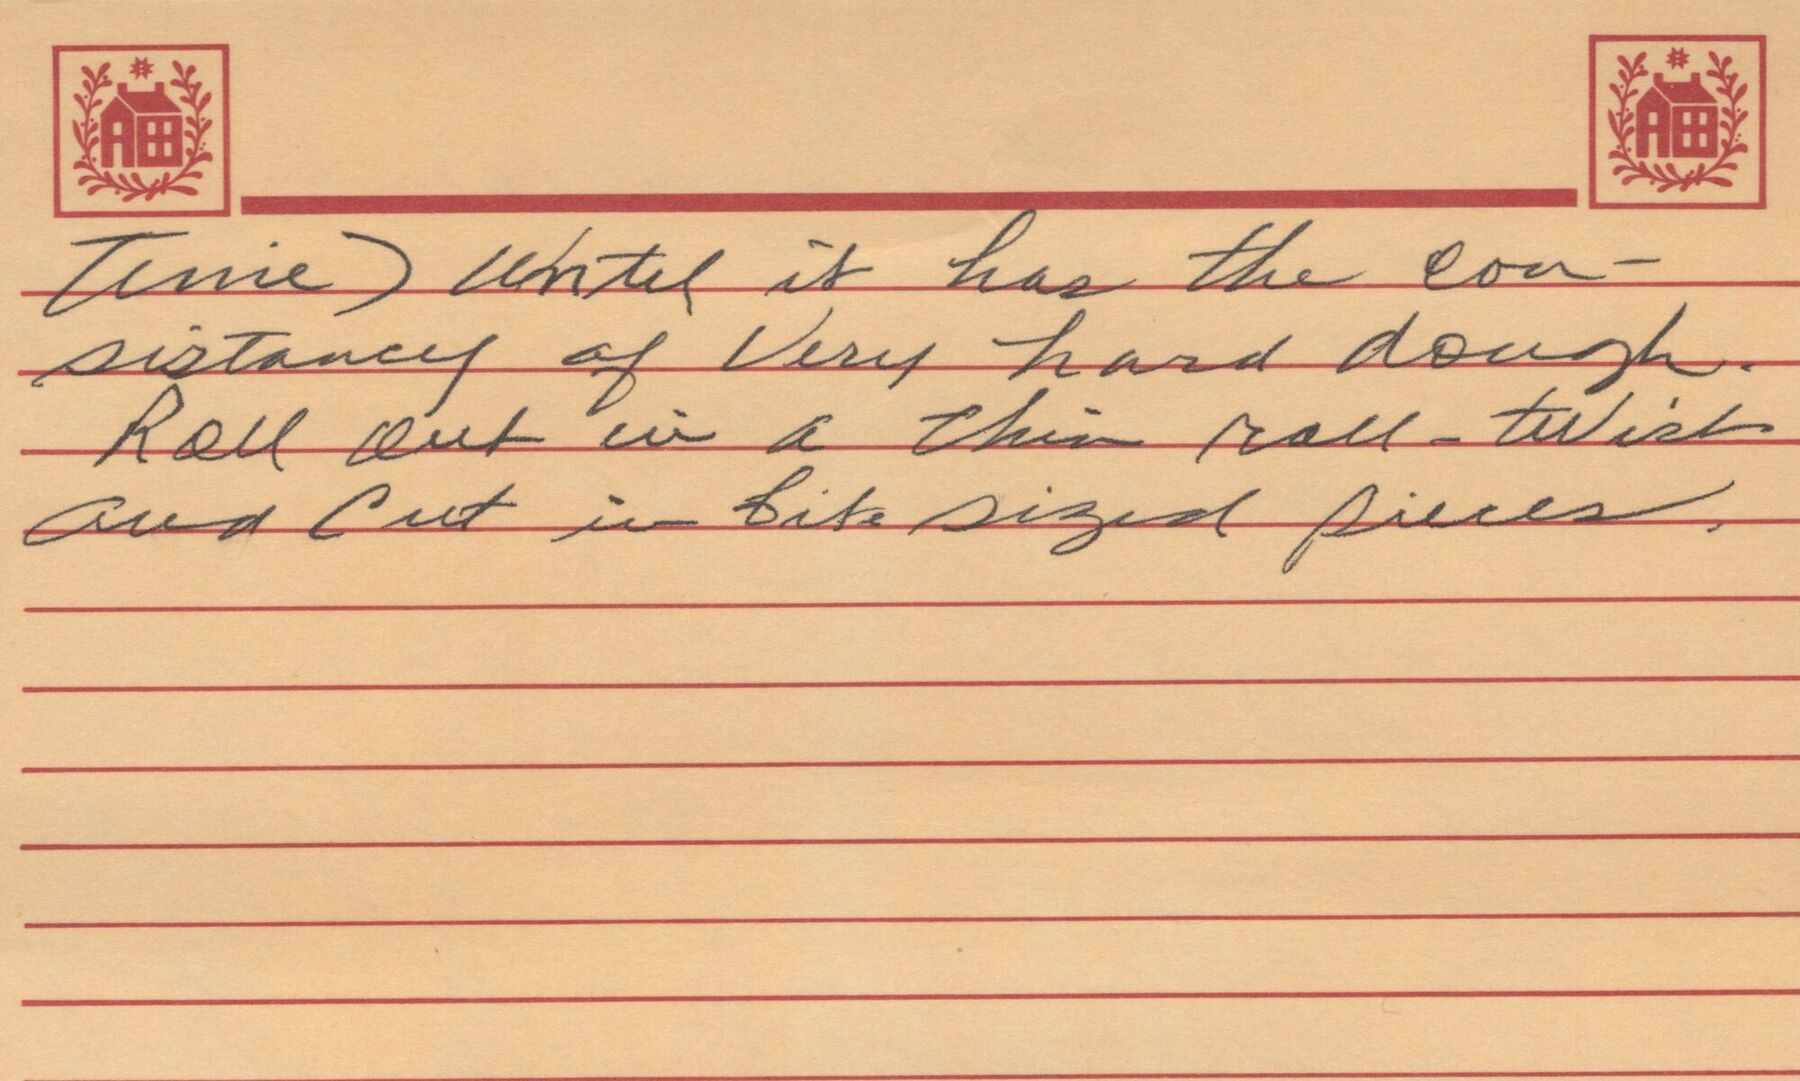 Time) Until it has the con-
sistancy of Very hard dough.
Roll out in a thin roll - twist
and Cut in bite sized pieces.